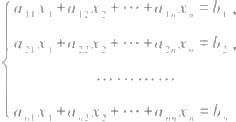 a₁₁x₁+a₁₂x₂+⋯+a₁ₙxₙ=b₁,
a₂₁x₁+a₂₂x₂+⋯+a₂ₙxₙ=b₂,
⋯⋯⋯⋯
aₙ₁x₁+aₙ₂x₂+⋯+aₙₙxₙ=bₙ